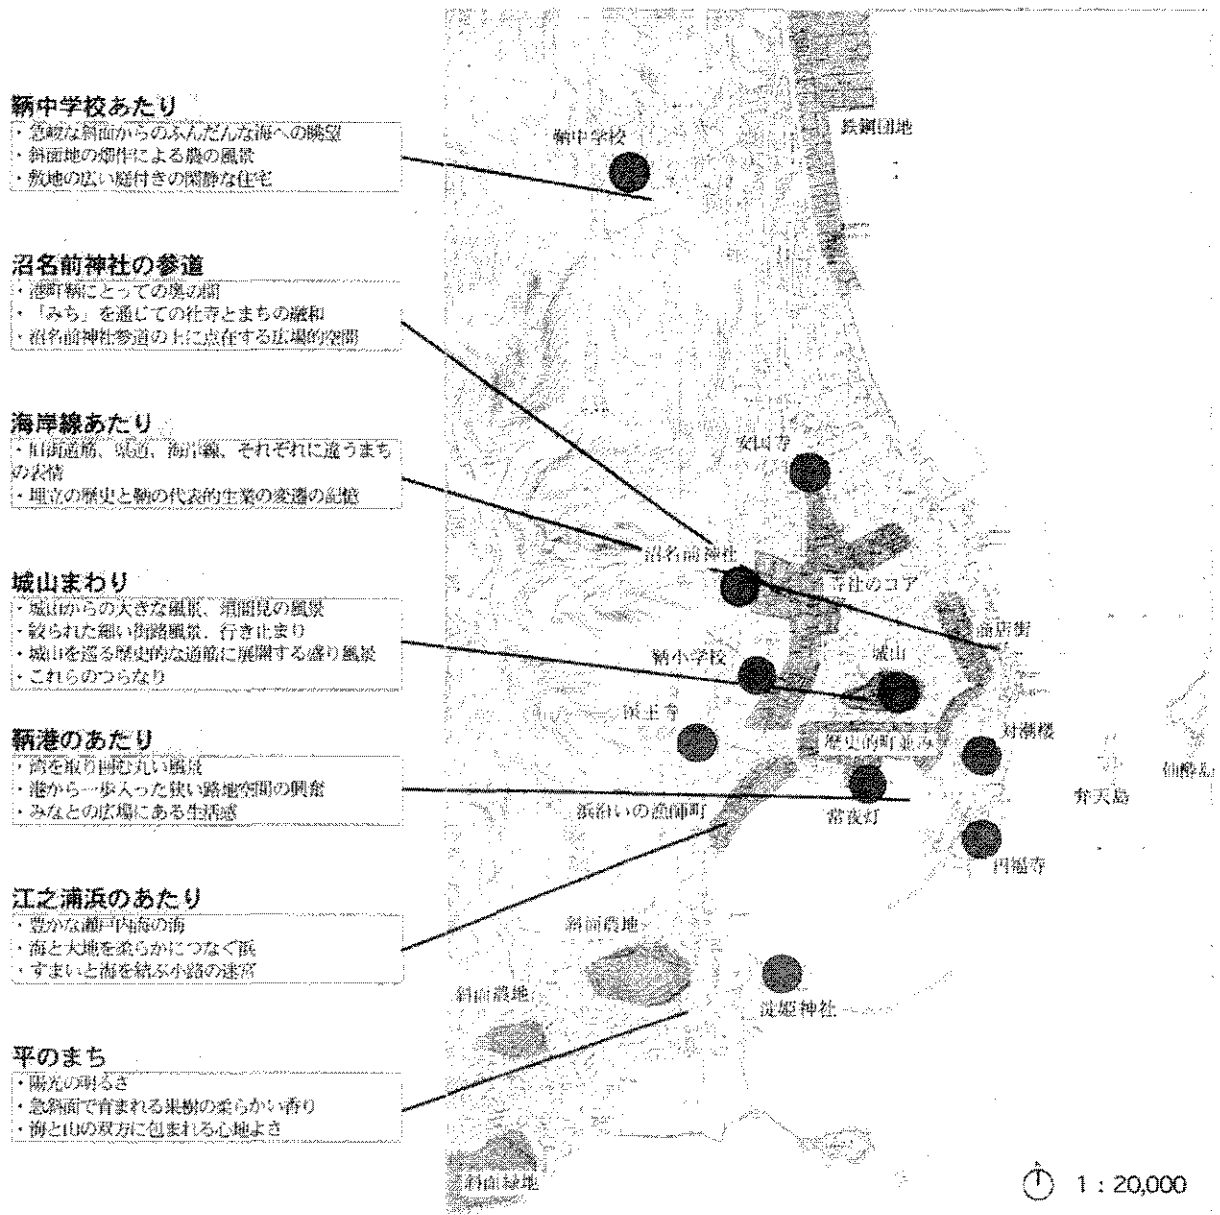 鞆中学校あたり
・急峻な斜面からのふんだんな海への眺望
・斜面地の畑作による農の風景
・敷地の広い庭付きの閑静な住宅
沼名前神社の参道
・港町鞆にとっての奥の間
・「みち」を通じての社寺とまちの融和
・沼名前神社参道の上に点在する広場的空間
海岸線あたり
・旧街道筋、県道、海岸線、それぞれに違うまち
の表情
・埋立の歴史と鞆の代表的生業の変遷の記憶
城山まわり
・城山からの大きな風景、垣間見の風景
・絞られた細い街路風景、行き止まり
・城山を巡る歴史的な通筋に展開する盛り風景
・これらのつらなり
鞆港のあたり
・湾を取り囲む丸い風景
・港から一歩入った狭い路地空間の興奮
・みなとの広場にある生活感
江之浦浜のあたり
・豊かな瀬戸内海の海
・海と大地を柔らかにつなぐ浜
・すまいと海を結ぶ小路の迷宮
平のまち
・陽光の明るさ
・急斜面で育まれる果樹の柔らかい香り
・海と山の双方に包まれる心地よさ
鉄鋼団地
鞆中学校
安国寺
沼名前神社
寺社のコア
商店街
鞆小学校
城山
医王寺
歴史的町並み
対潮楼
仙酔島
弁天島
浜沿いの漁師町
常夜灯
円福寺
斜面農地
斜面農地
淀姫神社
斜面緑地
1：20,000